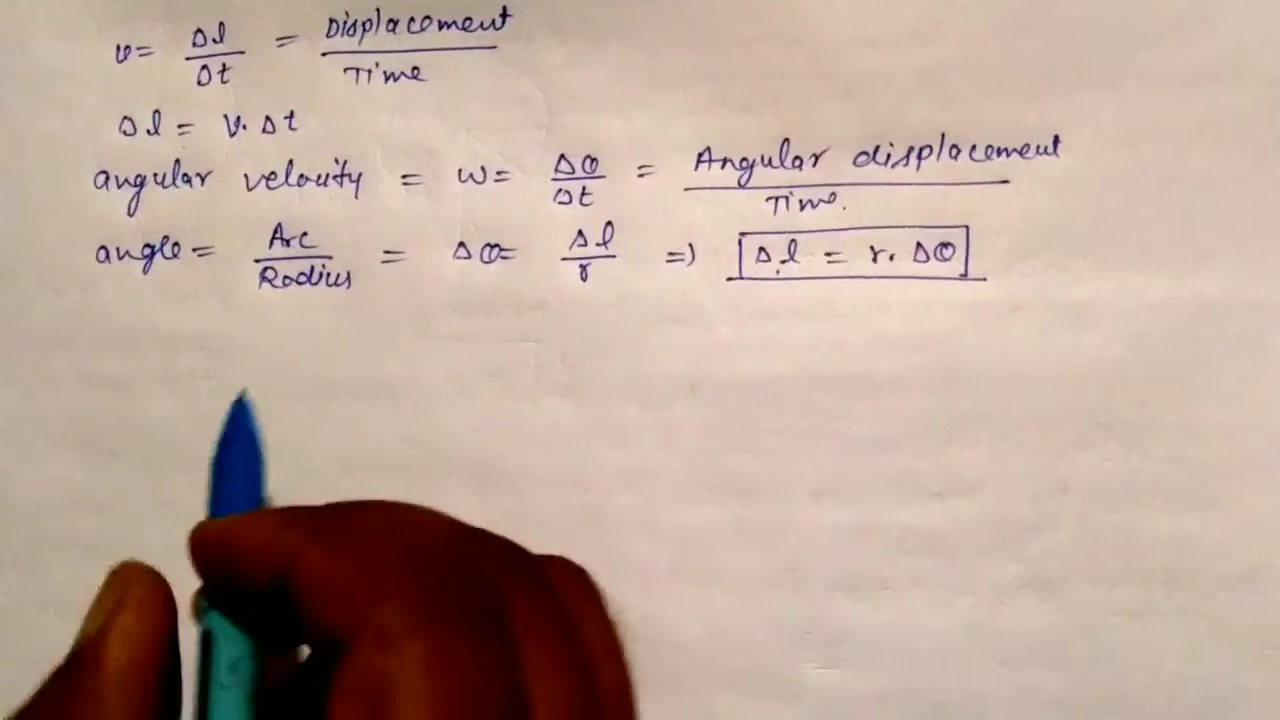 v = Δl/Δt = Displacement/Time
Δl = v.Δt
angular velocity = ω = ΔΘ/Δt = Angular displacement/Time.
angle = Arc/Radius = ΔΘ = Δl/r => Δl = r.ΔΘ